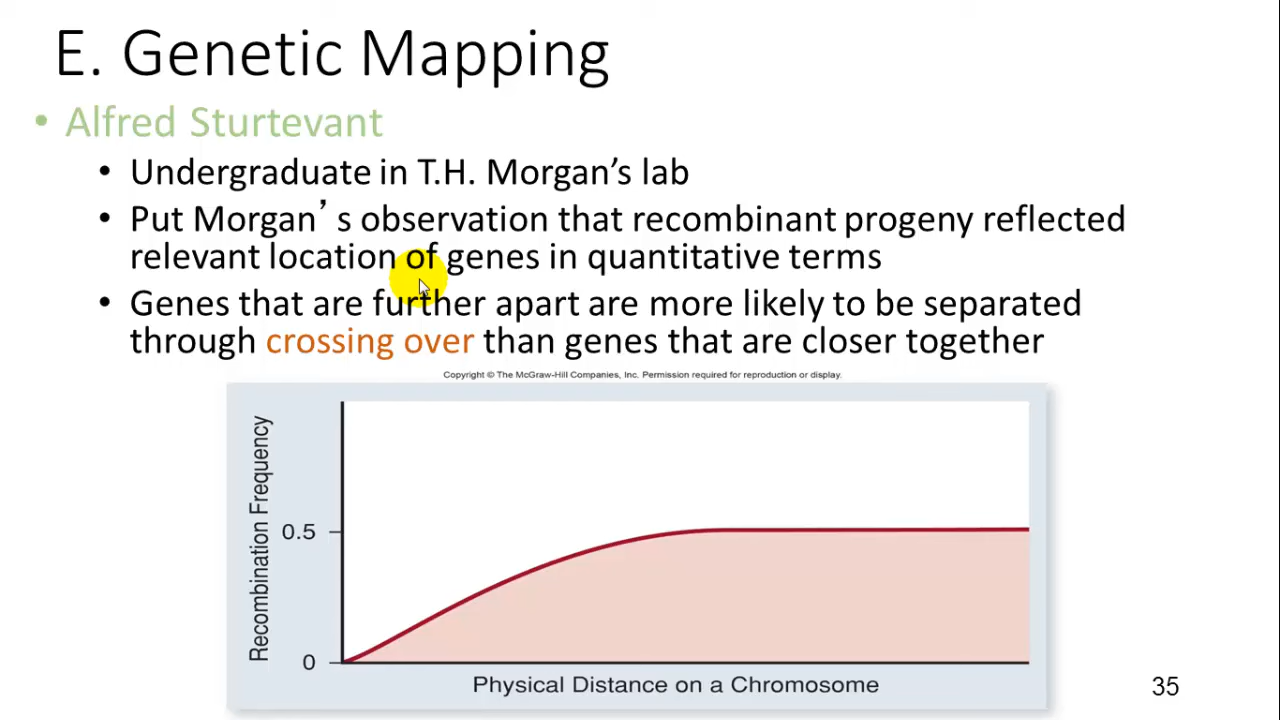 E. Genetic Mapping
• Alfred Sturtevant
• Undergraduate in T.H. Morgan’s lab
• Put Morgan’s observation that recombinant progeny reflected
relevant location of genes in quantitative terms
• Genes that are further apart are more likely to be separated
through crossing over than genes that are closer together
Copyright © The McGraw-Hill Companies, Inc. Permission required for reproduction or display.
Recombination Frequency
0.5
0
Physical Distance on a Chromosome
35